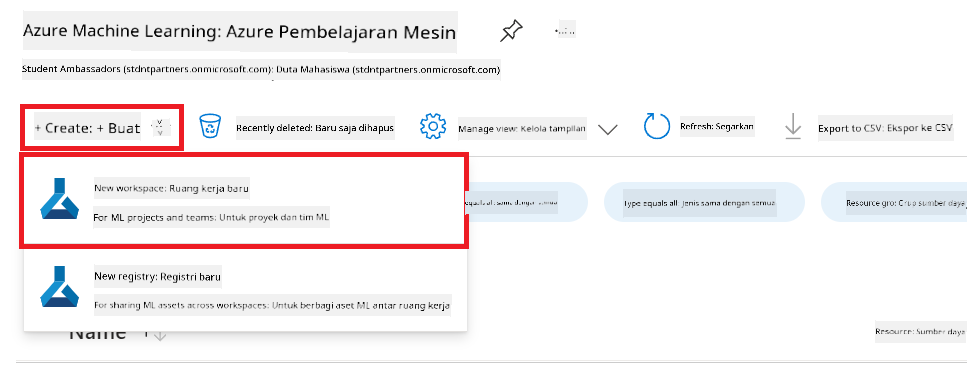 Azure Machine Learning: Azure Pembelajaran Mesin
Student Ambassadors (stdntpartners.onmicrosoft.com): Duta Mahasiswa (stdntpartners.onmicrosoft.com)
+ Create: + Buat
Recently deleted: Baru saja dihapus
Manage view: Kelola tampilan
Refresh: Segarkan
Export to CSV: Ekspor ke CSV
New workspace: Ruang kerja baru
For ML projects and teams: Untuk proyek dan tim ML
equals all: sama dengan semua
Type equals all: Jenis sama dengan semua
Resource gro: Grup sumber daya
New registry: Registri baru
For sharing ML assets across workspaces: Untuk berbagi aset ML antar ruang kerja
Name
Resource: Sumber daya